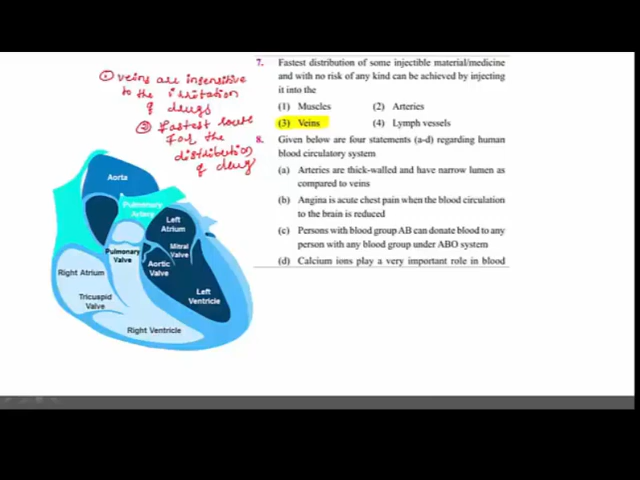 ① veins are insensitive
to the irritation
of drugs
② Fastest route
For the
distribution
of drug
7. Fastest distribution of some injectible material/medicine
and with no risk of any kind can be achieved by injecting
it into the
(1) Muscles (2) Arteries
(3) Veins (4) Lymph vessels
8. Given below are four statements (a-d) regarding human
blood circulatory system
(a) Arteries are thick-walled and have narrow lumen as
compared to veins
(b) Angina is acute chest pain when the blood circulation
to the brain is reduced
(c) Persons with blood group AB can donate blood to any
person with any blood group under ABO system
(d) Calcium ions play a very important role in blood
Aorta
Pulmonary
Artery
Left
Atrium
Mitral
Valve
Pulmonary
Valve
Aortic
Valve
Right Atrium
Left
Ventricle
Tricuspid
Valve
Right Ventricle